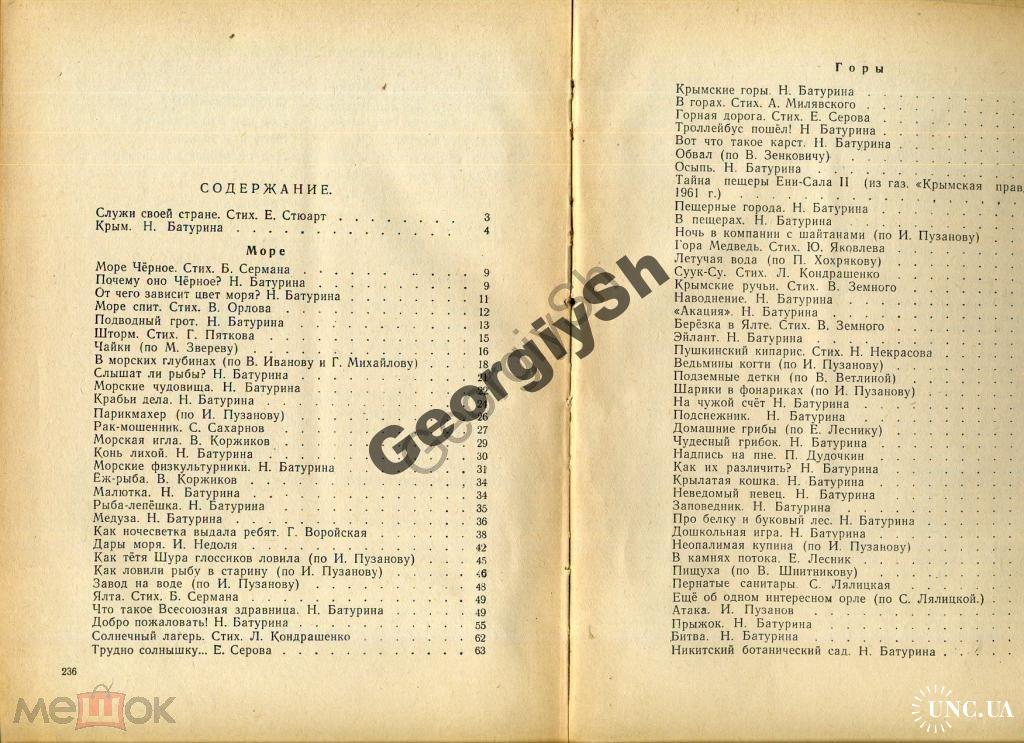 СОДЕРЖАНИЕ.
Служи своей стране. Стих. Е. Стюарт . . . . . . . . 3
Крым. Н. Батурина . . . . . . . . 4
Море
Море Чёрное. Стих. Б. Сермана . . . . . . . . 9
Почему оно Чёрное? Н. Батурина . . . . . . . . 9
От чего зависит цвет моря? Н. Батурина . . . . . . . . 11
Море спит. Стих. В. Орлова . . . . . . . . 12
Подводный грот. Н. Батурина . . . . . . . . 13
Шторм. Стих. Г. Пяткова . . . . . . . . 15
Чайки (по М. Звереву) . . . . . . . . 16
В морских глубинах (по В. Иванову и Г. Михайлову) 18
Слышат ли рыбы? Н. Батурина . . . . . . . . 21
Морские чудовища. Н. Батурина . . . . . . . . 22
Крабьи дела. Н. Батурина . . . . . . . . 24
Парикмахер (по И. Пузанову) . . . . . . . . 26
Рак-мошенник. С. Сахарнов . . . . . . . . 27
Морская игла. В. Коржиков . . . . . . . . 29
Конь лихой. Н. Батурина . . . . . . . . 30
Морские физкультурники. Н. Батурина . . . . . . . . 31
Ёж-рыба. В. Коржиков . . . . . . . . 34
Малютка. Н. Батурина . . . . . . . . 34
Рыба-лепёшка. Н. Батурина . . . . . . . . 35
Медуза. Н. Батурина . . . . . . . . 36
Как ночесветка выдала ребят. Г. Воройская . . . . . . . . 38
Дары моря. И. Недоля . . . . . . . . 42
Как тётя Шура глоссиков ловила (по И. Пузанову) . . . 45
Как ловили рыбу в старину (по И. Пузанову) . . . . 46
Завод на воде (по И. Пузанову) . . . . . . . . 48
Ялта. Стих. Б. Сермана . . . . . . . . 49
Что такое Всесоюзная здравница. Н. Батурина . . . . 49
Добро пожаловать! Н. Батурина . . . . . . . . 55
Солнечный лагерь. Стих. Л. Кондрашенко . . . . . . 62
Трудно солнышку... Е. Серова . . . . . . . . 63
236
Горы
Крымские горы. Н. Батурина . . . . . . . .
В горах. Стих. А. Милявского . . . . . . . .
Горная дорога. Стих. Е. Серова . . . . . . . .
Троллейбус пошёл! Н Батурина . . . . . . . .
Вот что такое карст. Н. Батурина . . . . . . . .
Обвал (по В. Зенковичу) . . . . . . . .
Осыпь. Н. Батурина . . . . . . . .
Тайна пещеры Ени-Сала II (из газ. «Крымская прав
1961 г.) . . . . . . . .
Пещерные города. Н. Батурина . . . . . . . .
В пещерах. Н. Батурина . . . . . . . .
Ночь в компании с шайтанами (по И. Пузанову) . .
Гора Медведь. Стих. Ю. Яковлева . . . . . . . .
Летучая вода (по П. Хохрякову) . . . . . . . .
Суук-Су. Стих. Л. Кондрашенко . . . . . . . .
Крымские ручьи. Стих. В. Земного . . . . . . . .
Наводнение. Н. Батурина . . . . . . . .
«Акация». Н. Батурина . . . . . . . .
Берёзка в Ялте. Стих. В. Земного . . . . . . . .
Эйлант. Н. Батурина . . . . . . . .
Пушкинский кипарис. Стих. Н. Некрасова . . . . .
Ведьмины когти (по И. Пузанову) . . . . . . . .
Подземные детки (по В. Ветлиной) . . . . . . . .
Шарики в фонариках (по И. Пузанову) . . . . . .
На чужой счёт Н. Батурина . . . . . . . .
Подснежник. Н. Батурина . . . . . . . .
Домашние грибы (по Е. Леснику) . . . . . . . .
Чудесный грибок. Н. Батурина . . . . . . . .
Надпись на пне. П. Дудочкин . . . . . . . .
Как их различить? Н. Батурина . . . . . . . .
Крылатая кошка. Н. Батурина . . . . . . . .
Неведомый певец. Н. Батурина . . . . . . . .
Заповедник. Н. Батурина . . . . . . . .
Про белку и буковый лес. Н. Батурина . . . . . .
Дошкольная игра. Н. Батурина . . . . . . . .
Неопалимая купина (по И. Пузанову) . . . . . . .
В камнях потока. Е. Лесник . . . . . . . .
Пищуха (по В. Шнитникову) . . . . . . . .
Пернатые санитары. С. Лялицкая . . . . . . . .
Ещё об одном интересном орле (по С. Лялицкой.) . .
Атака. И. Пузанов . . . . . . . .
Прыжок. Н. Батурина . . . . . . . .
Битва. Н. Батурина . . . . . . . .
Никитский ботанический сад. Н. Батурина . . . . .
GeorgiySh
GeorgiySh
мешок
UNC.UA